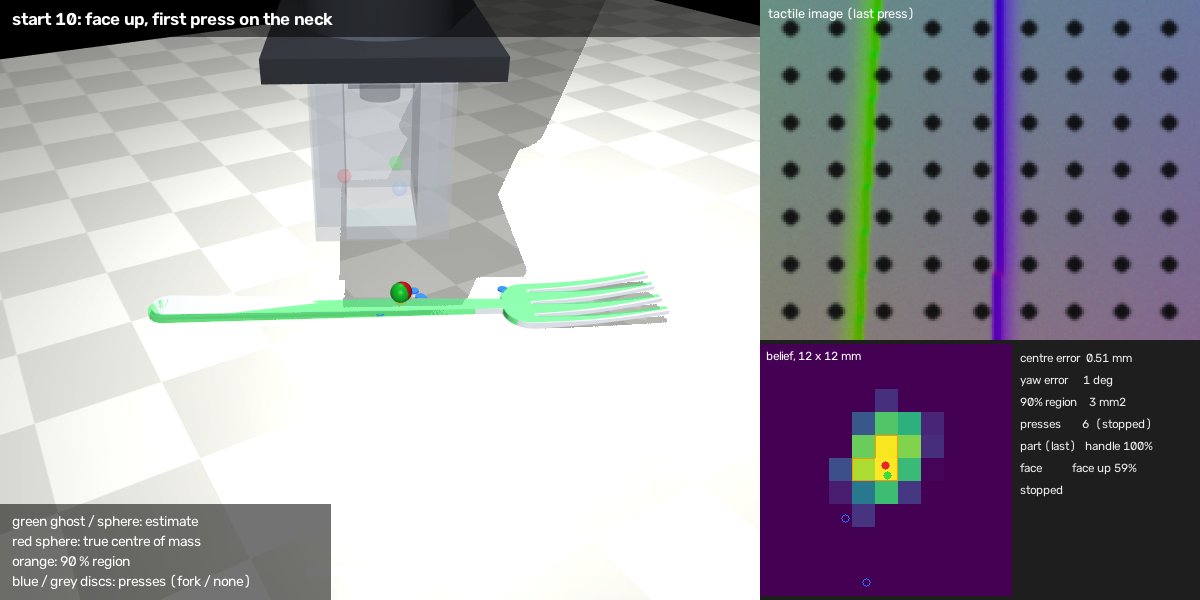 start 10: face up, first press on the neck
tactile image (last press)
belief, 12 x 12 mm
centre error 0.51 mm
yaw error 1 deg
90% region 3 mm2
presses 6 (stopped)
part (last) handle 100%
face face up 59%
stopped
green ghost / sphere: estimate
red sphere: true centre of mass
orange: 90 % region
blue / grey discs: presses (fork / none)